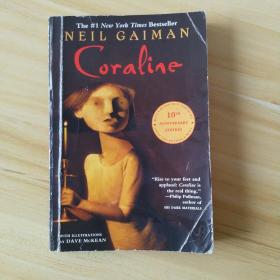 The #1 New York Times Bestseller
NEIL GAIMAN
Coraline
10TH
ANNIVERSARY
EDITION
"Rise to your feet and
applaud: Coraline is
the real thing."
—Philip Pullman,
author of
HIS DARK MATERIALS
WITH ILLUSTRATIONS
BY DAVE McKEAN